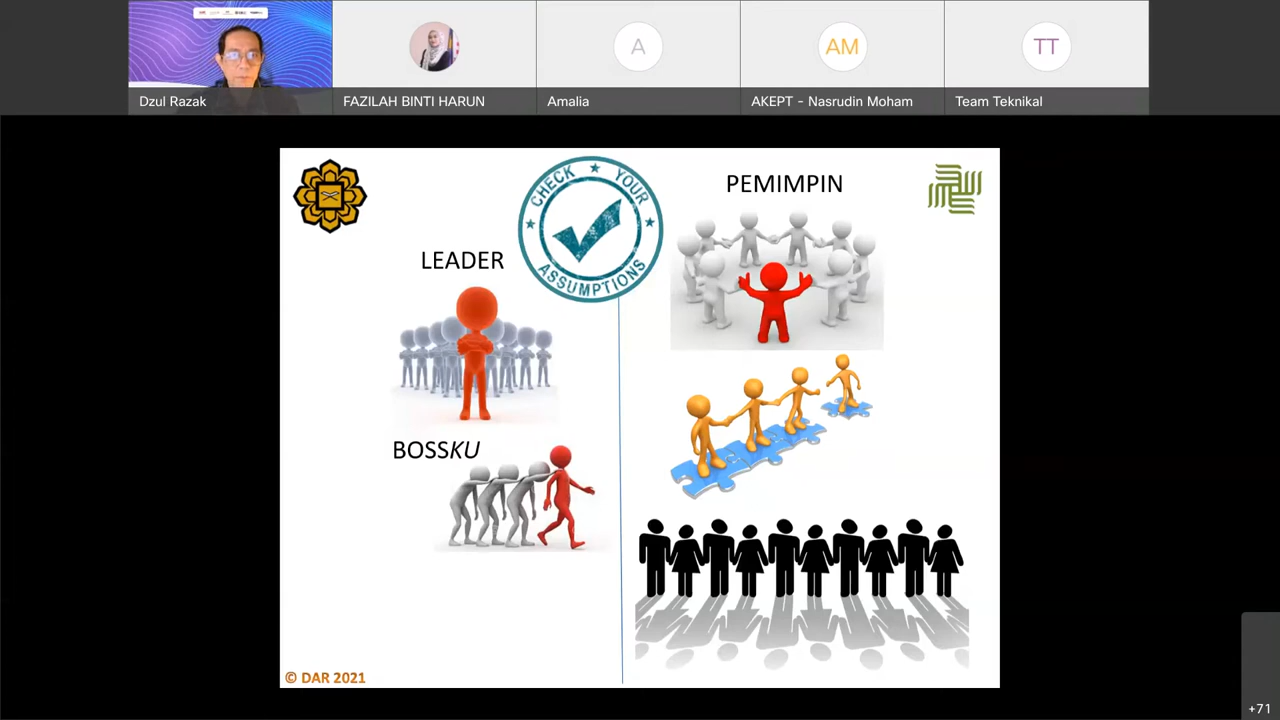 Dzul Razak
FAZILAH BINTI HARUN
A
Amalia
AM
AKEPT - Nasrudin Moham
TT
Team Teknikal
CHECK YOUR
ASSUMPTIONS
LEADER
BOSSKU
PEMIMPIN
© DAR 2021
+71